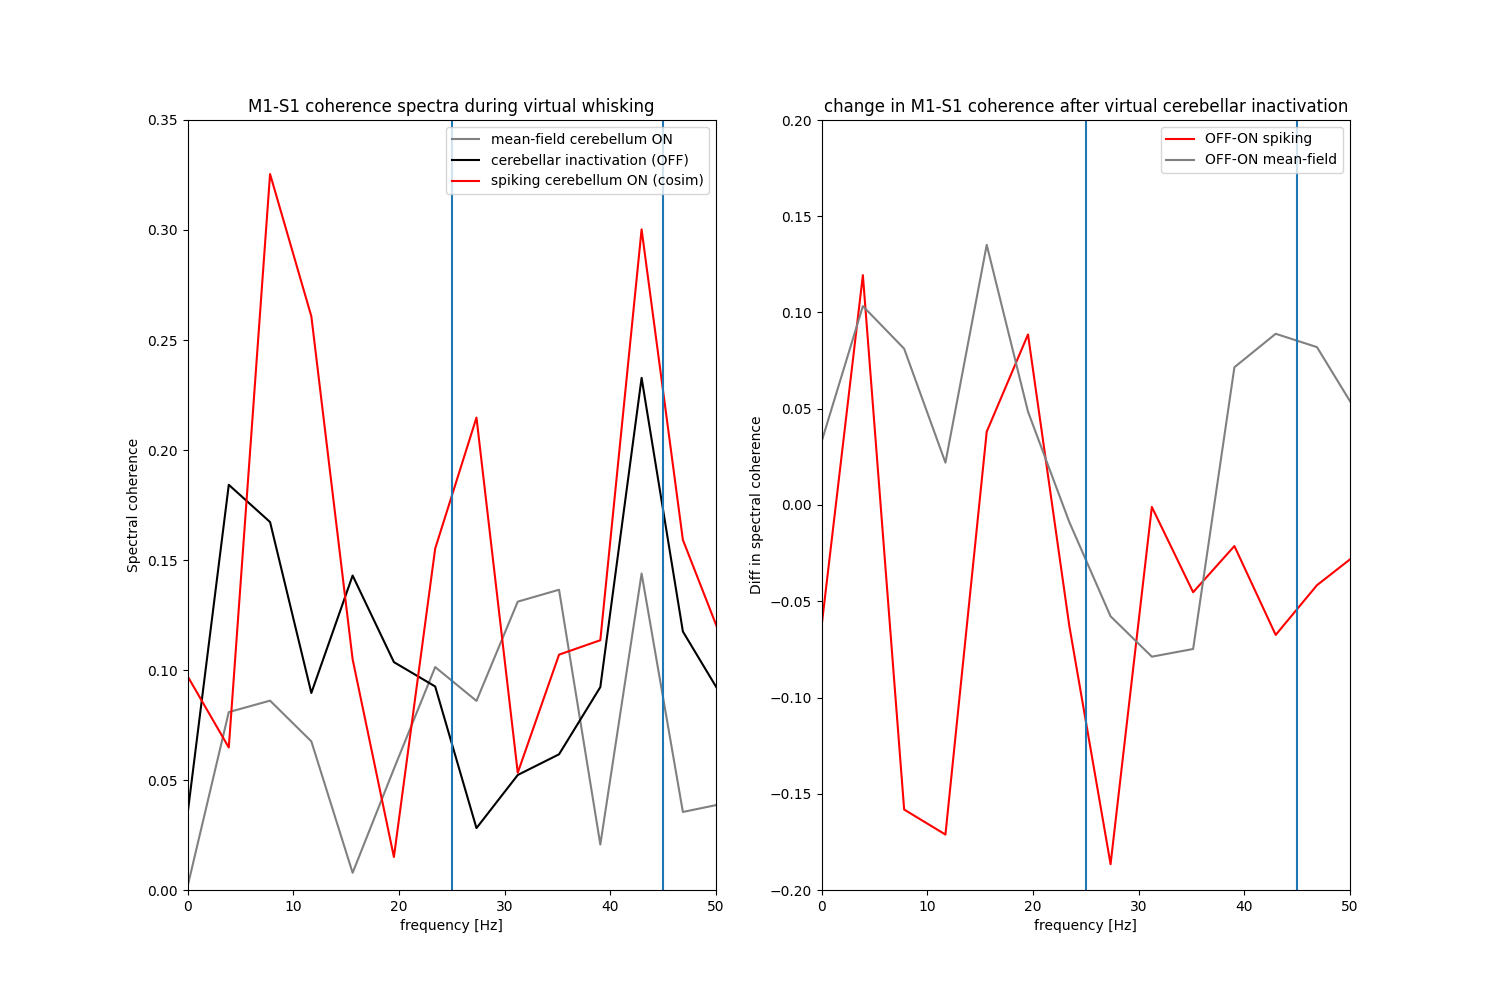 M1-S1 coherence spectra during virtual whisking
0.35
0.30
0.25
0.20
0.15
0.10
0.05
0.00
Spectral coherence
mean-field cerebellum ON
cerebellar inactivation (OFF)
spiking cerebellum ON (cosim)
0 10 20 30 40 50
frequency [Hz]
change in M1-S1 coherence after virtual cerebellar inactivation
0.20
0.15
0.10
0.05
0.00
−0.05
−0.10
−0.15
−0.20
Diff in spectral coherence
OFF-ON spiking
OFF-ON mean-field
0 10 20 30 40 50
frequency [Hz]